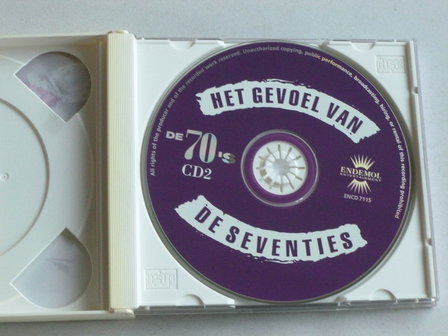 All rights of the producer and of the recorded work reserved. Unauthorized copying, public performance, broadcasting, hiring, or rental of this recording prohibited
HET GEVOEL VAN
DE 70'S
CD2
ENDEMOL
ENTERTAINMENT
ENCD 7115
DE SEVENTIES